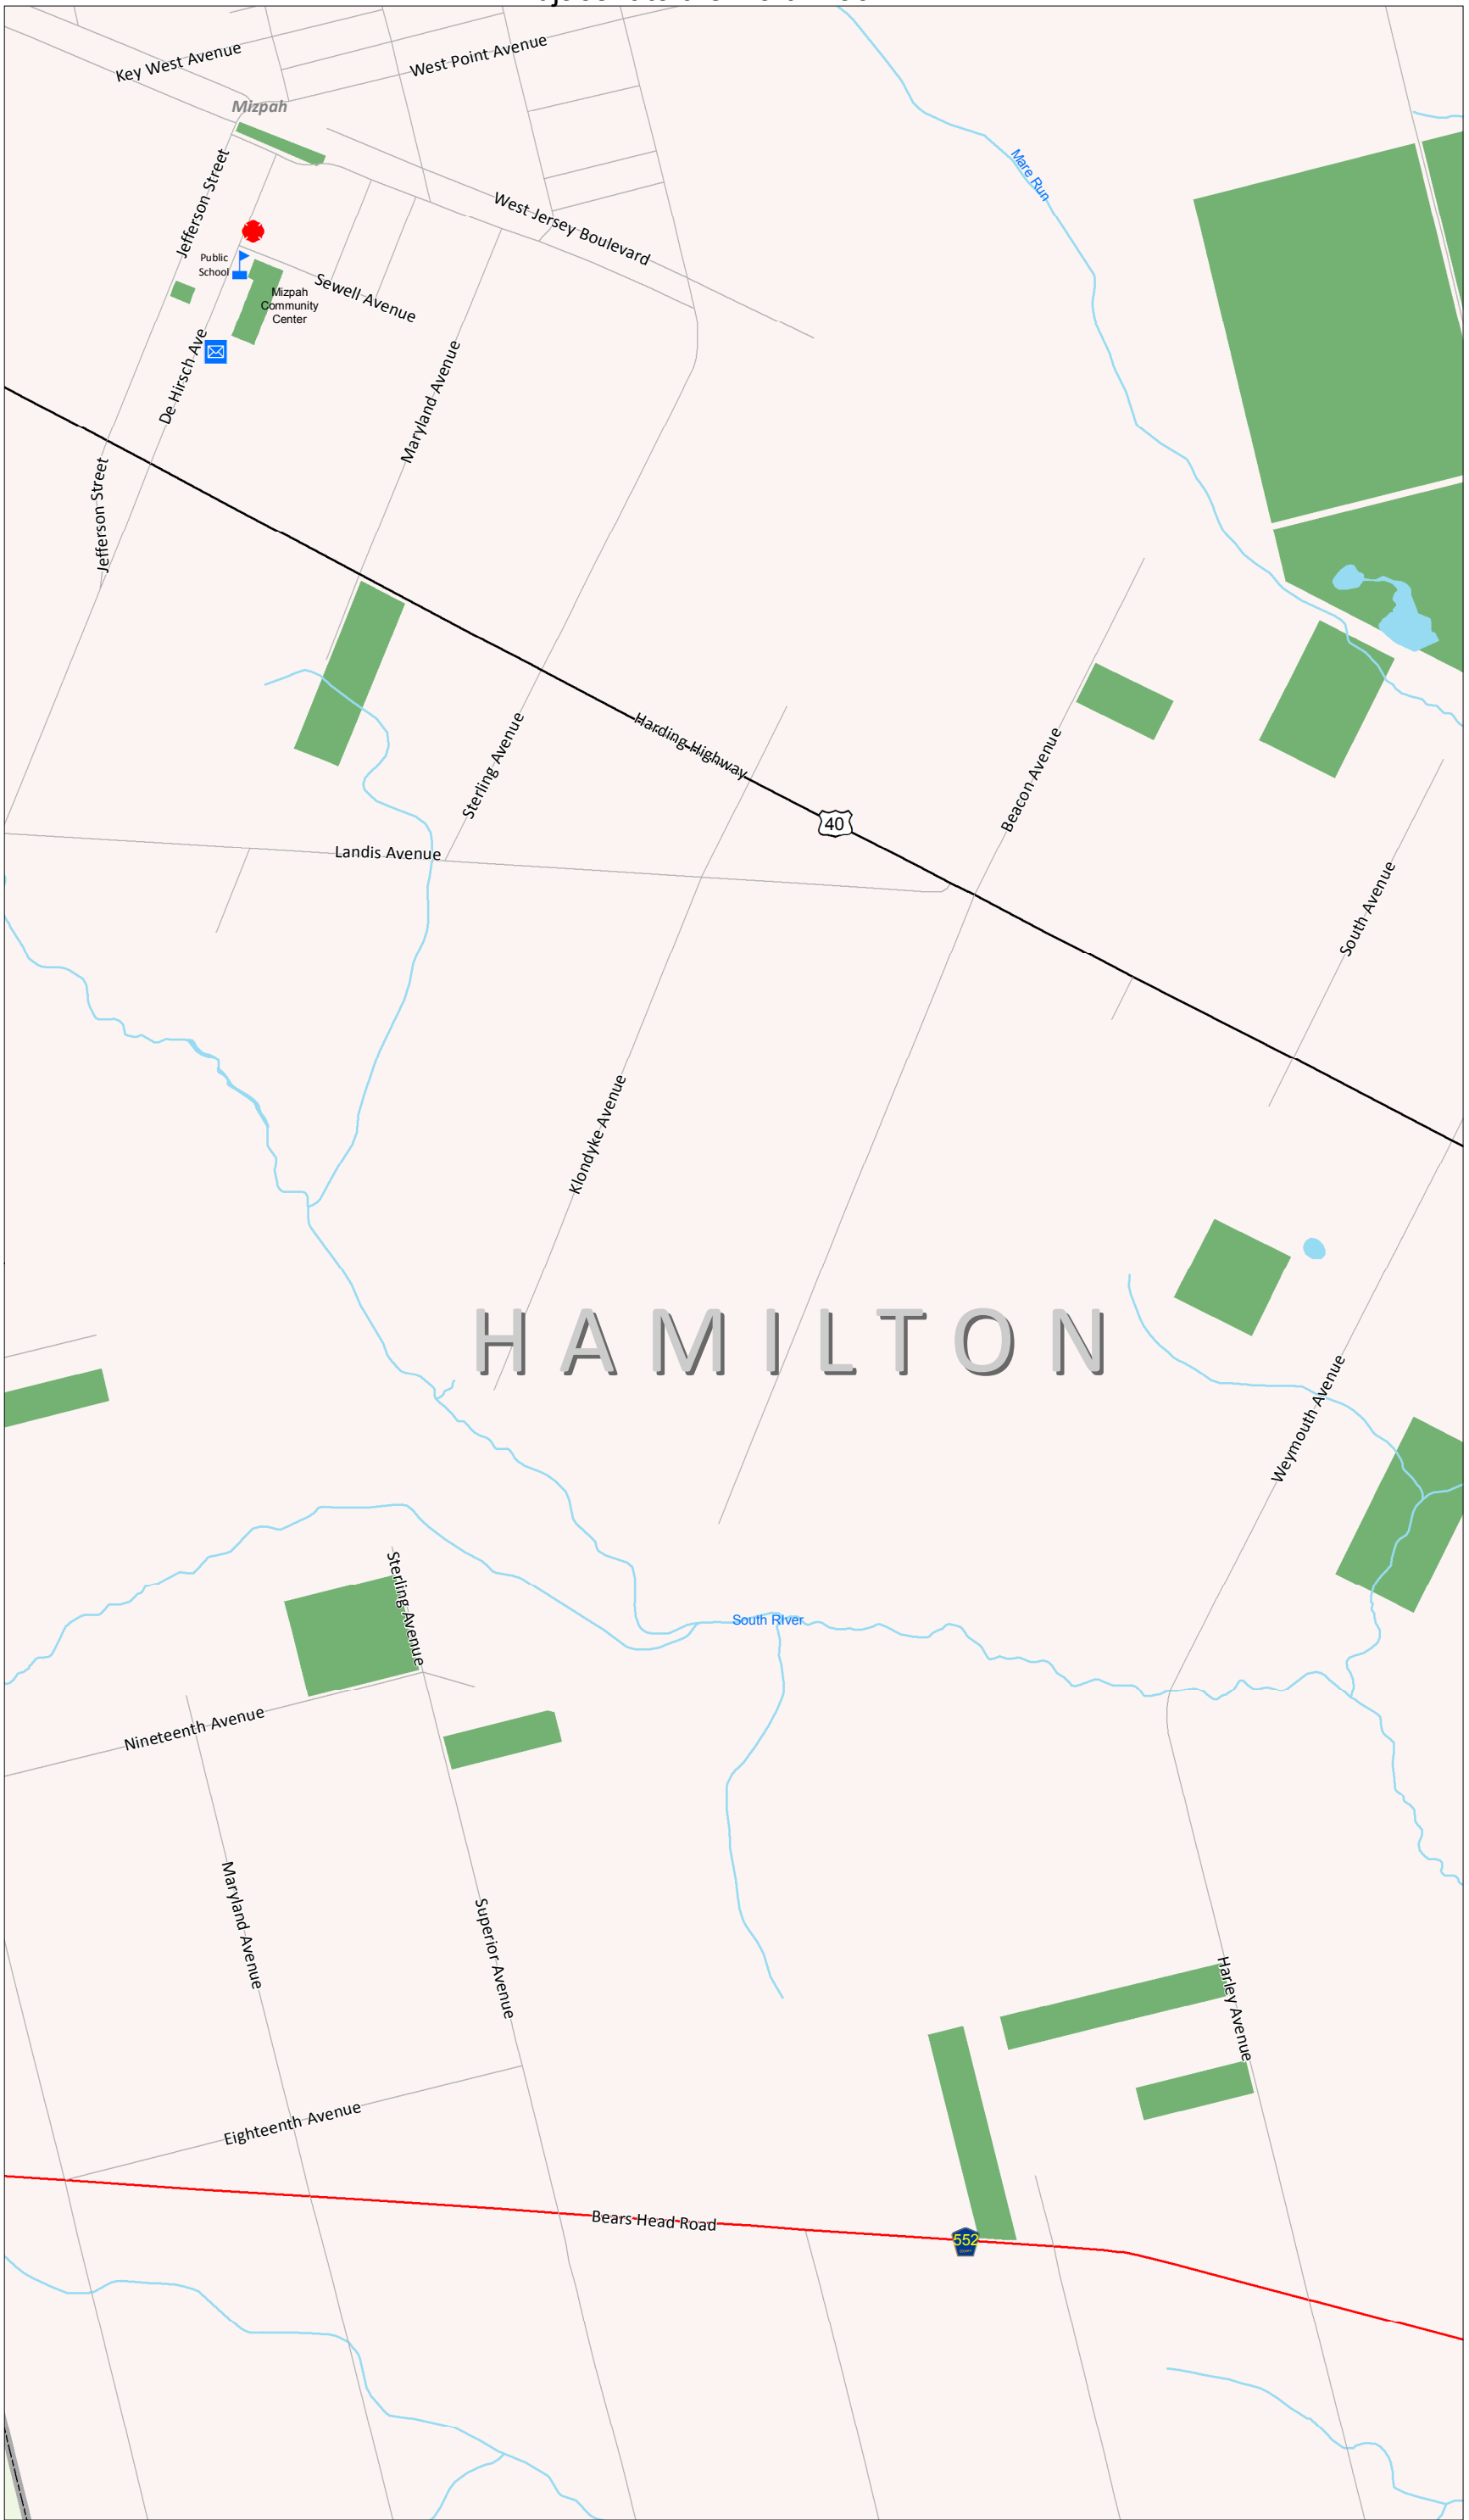 Key West Avenue
West Point Avenue
Mizpah
Jefferson Street
Mare Run
West Jersey Boulevard
Public
School
Sewell Avenue
Mizpah
Community
Center
De Hirsch Ave
Maryland Avenue
Jefferson Street
Harding Highway
Sterling Avenue
Beacon Avenue
40
Landis Avenue
South Avenue
Klondyke Avenue
HAMILTON
Weymouth Avenue
Sterling Avenue
South River
Nineteenth Avenue
Maryland Avenue
Superior Avenue
Harley Avenue
Eighteenth Avenue
Bears Head Road
552